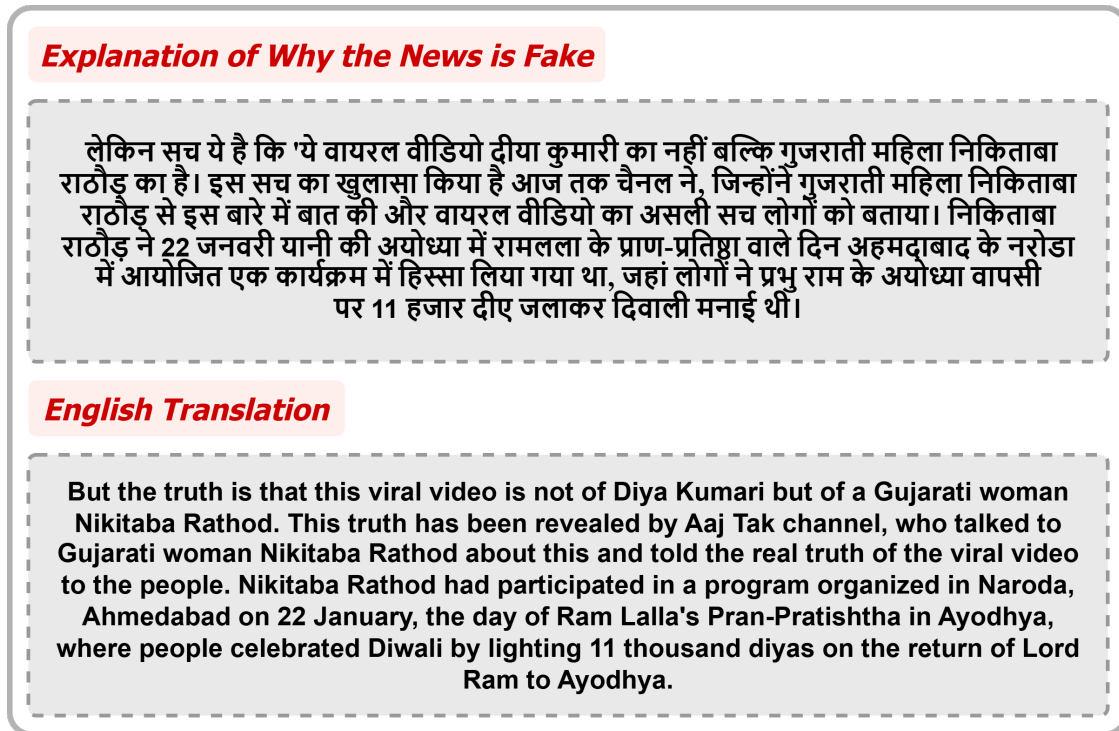 Explanation of Why the News is Fake
लेकिन सच ये है कि 'ये वायरल वीडियो दीया कुमारी का नहीं बल्कि गुजराती महिला निकिताबा
राठौड़ का है। इस सच का खुलासा किया है आज तक चैनल ने, जिन्होंने गुजराती महिला निकिताबा
राठौड़ से इस बारे में बात की और वायरल वीडियो का असली सच लोगों को बताया। निकिताबा
राठौड़ ने 22 जनवरी यानी की अयोध्या में रामलला के प्राण-प्रतिष्ठा वाले दिन अहमदाबाद के नरोडा
में आयोजित एक कार्यक्रम में हिस्सा लिया गया था, जहां लोगों ने प्रभु राम के अयोध्या वापसी
पर 11 हजार दीए जलाकर दिवाली मनाई थी।
English Translation
But the truth is that this viral video is not of Diya Kumari but of a Gujarati woman
Nikitaba Rathod. This truth has been revealed by Aaj Tak channel, who talked to
Gujarati woman Nikitaba Rathod about this and told the real truth of the viral video
to the people. Nikitaba Rathod had participated in a program organized in Naroda,
Ahmedabad on 22 January, the day of Ram Lalla's Pran-Pratishtha in Ayodhya,
where people celebrated Diwali by lighting 11 thousand diyas on the return of Lord
Ram to Ayodhya.